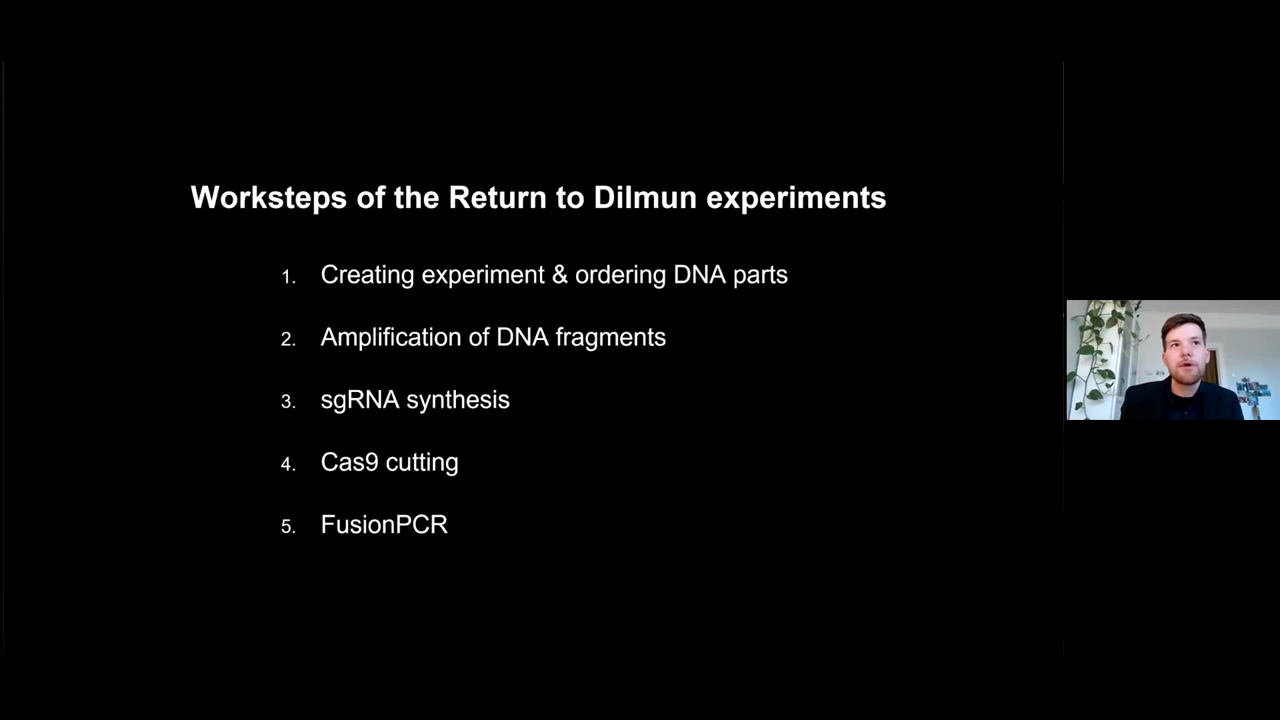 Worksteps of the Return to Dilmun experiments
1. Creating experiment & ordering DNA parts
2. Amplification of DNA fragments
3. sgRNA synthesis
4. Cas9 cutting
5. FusionPCR